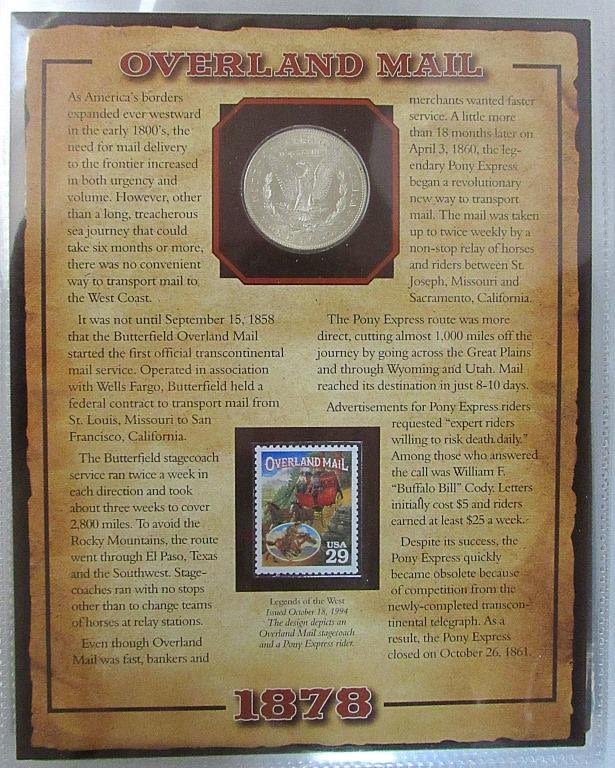 OVERLAND MAIL
As America's borders
expanded ever westward
in the early 1800's, the
need for mail delivery
to the frontier increased
in both urgency and
volume. However, other
than a long, treacherous
sea journey that could
take six months or more,
there was no convenient
way to transport mail to
the West Coast.
It was not until September 15, 1858
that the Butterfield Overland Mail
started the first official transcontinental
mail service. Operated in association
with Wells Fargo, Butterfield held a
federal contract to transport mail from
St. Louis, Missouri to San
Francisco, California.
The Butterfield stagecoach
service ran twice a week in
each direction and took
about three weeks to cover
2,800 miles. To avoid the
Rocky Mountains, the route
went through El Paso, Texas
and the Southwest. Stage-
coaches ran with no stops
other than to change teams
of horses at relay stations.
Even though Overland
Mail was fast, bankers and
merchants wanted faster
service. A little more
than 18 months later on
April 3, 1860, the leg-
endary Pony Express
began a revolutionary
new way to transport
mail. The mail was taken
up to twice weekly by a
non-stop relay of horses
and riders between St.
Joseph, Missouri and
Sacramento, California.
The Pony Express route was more
direct, cutting almost 1,000 miles off the
journey by going across the Great Plains
and through Wyoming and Utah. Mail
reached its destination in just 8-10 days.
Advertisements for Pony Express riders
requested "expert riders
willing to risk death daily."
Among those who answered
the call was William F.
"Buffalo Bill" Cody. Letters
initially cost $5 and riders
earned at least $25 a week.
Despite its success, the
Pony Express quickly
became obsolete because
of competition from the
newly-completed transcon-
tinental telegraph. As a
result, the Pony Express
closed on October 26, 1861.
OVERLAND MAIL
USA
29
Legends of the West
Issued October 18, 1994
The design depicts an
Overland Mail stagecoach
and a Pony Express rider.
1878